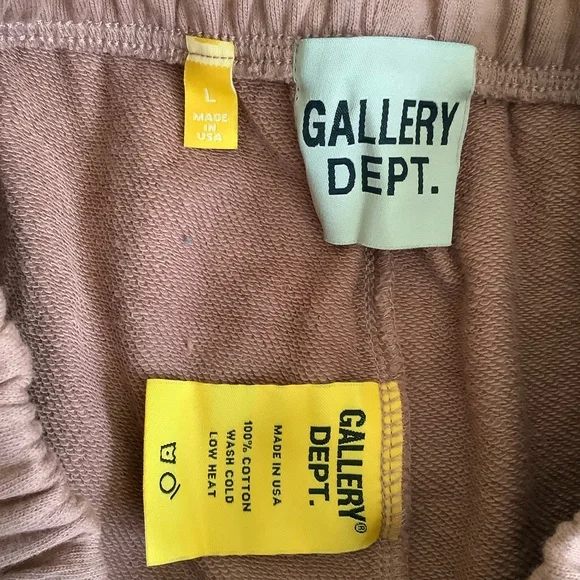 L
MADE
IN
USA
GALLERY
DEPT.
GALLERY®
DEPT.
MADE IN USA
100% COTTON
WASH COLD
LOW HEAT